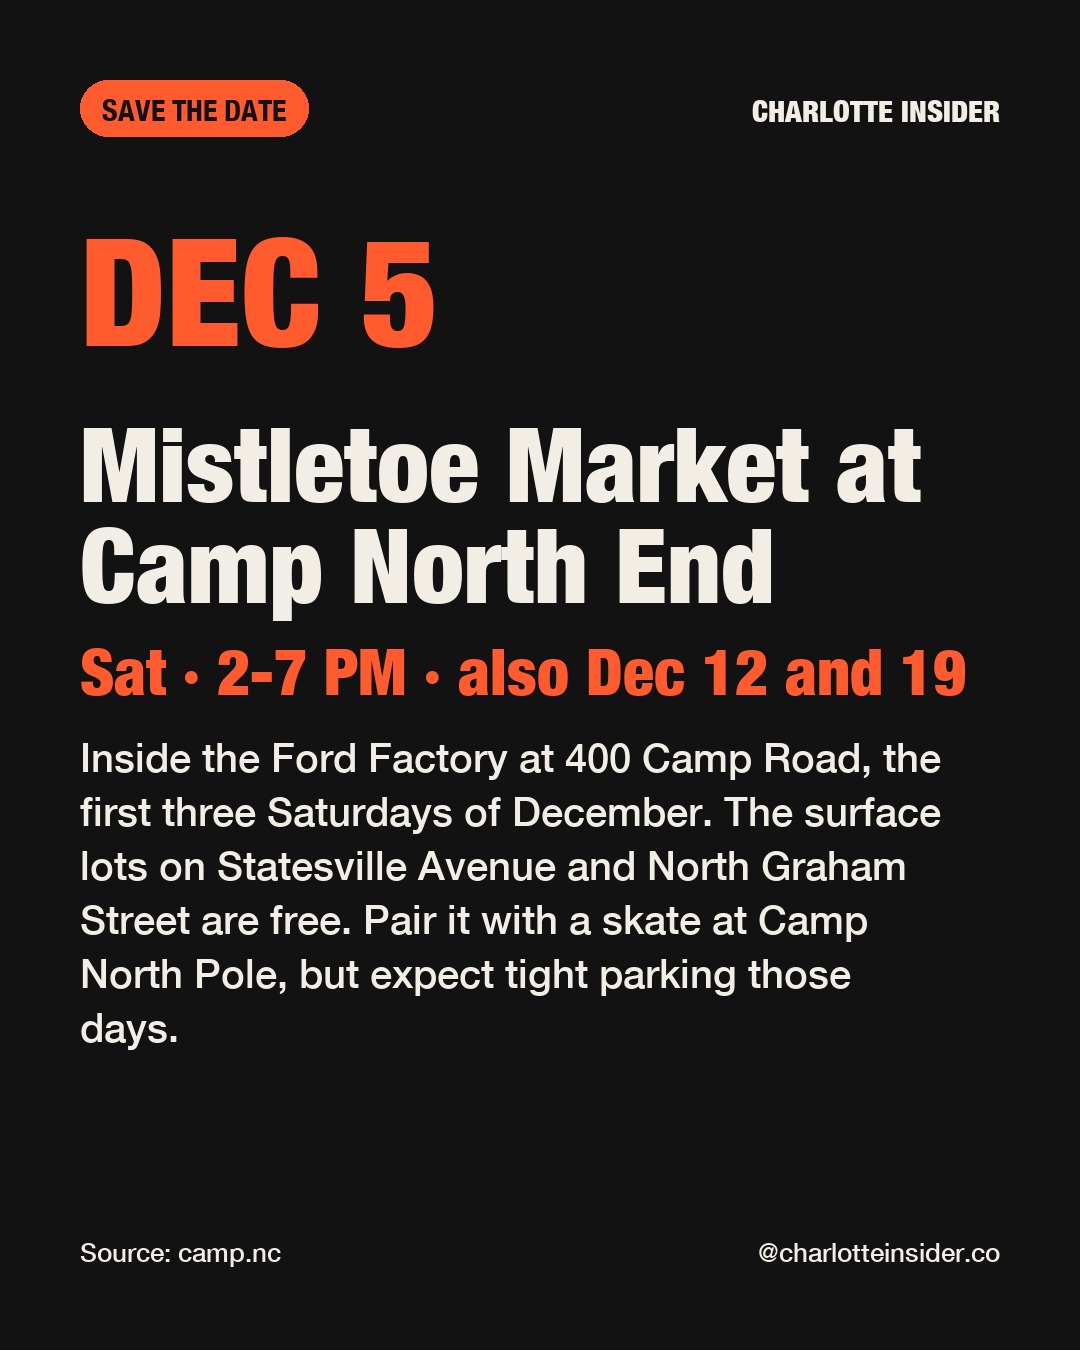 SAVE THE DATE
CHARLOTTE INSIDER
DEC 5
Mistletoe Market at
Camp North End
Sat · 2-7 PM · also Dec 12 and 19
Inside the Ford Factory at 400 Camp Road, the
first three Saturdays of December. The surface
lots on Statesville Avenue and North Graham
Street are free. Pair it with a skate at Camp
North Pole, but expect tight parking those
days.
Source: camp.nc
@charlotteinsider.co